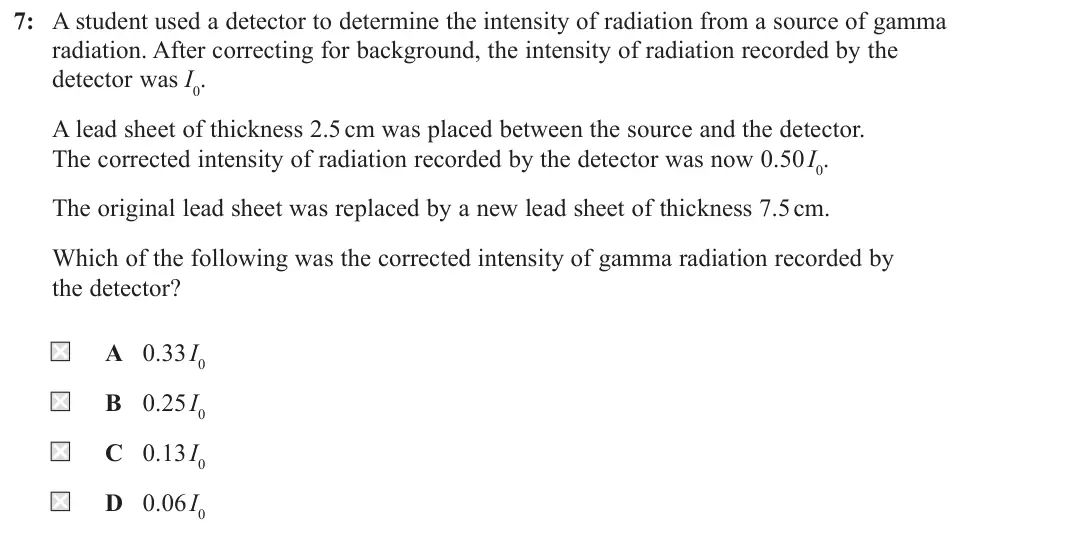 7: A student used a detector to determine the intensity of radiation from a source of gamma
radiation. After correcting for background, the intensity of radiation recorded by the
detector was I₀.
A lead sheet of thickness 2.5 cm was placed between the source and the detector.
The corrected intensity of radiation recorded by the detector was now 0.50 I₀.
The original lead sheet was replaced by a new lead sheet of thickness 7.5 cm.
Which of the following was the corrected intensity of gamma radiation recorded by
the detector?
A 0.33 I₀
B 0.25 I₀
C 0.13 I₀
D 0.06 I₀